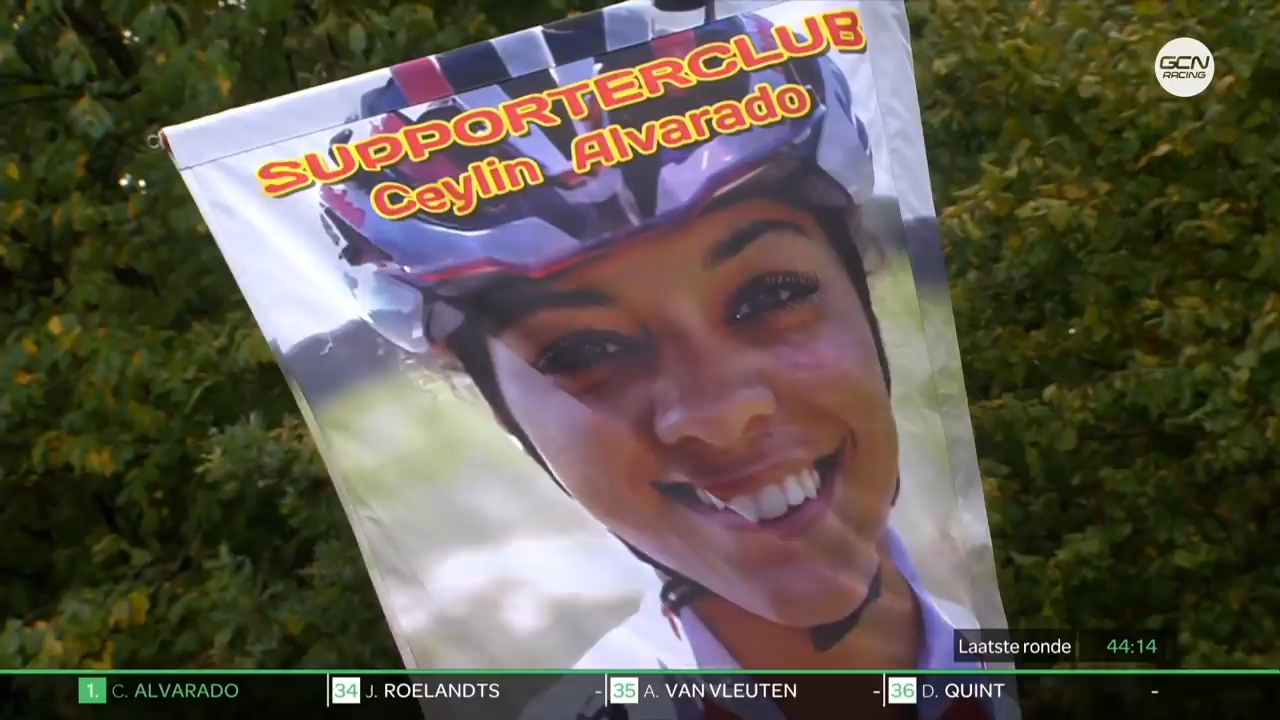 SUPPORTERCLUB
Ceylin Alvarado
GCN
RACING
Laatste ronde 44:14
1. C. ALVARADO 34 J. ROELANDTS - 35 A. VAN VLEUTEN - 36 D. QUINT -